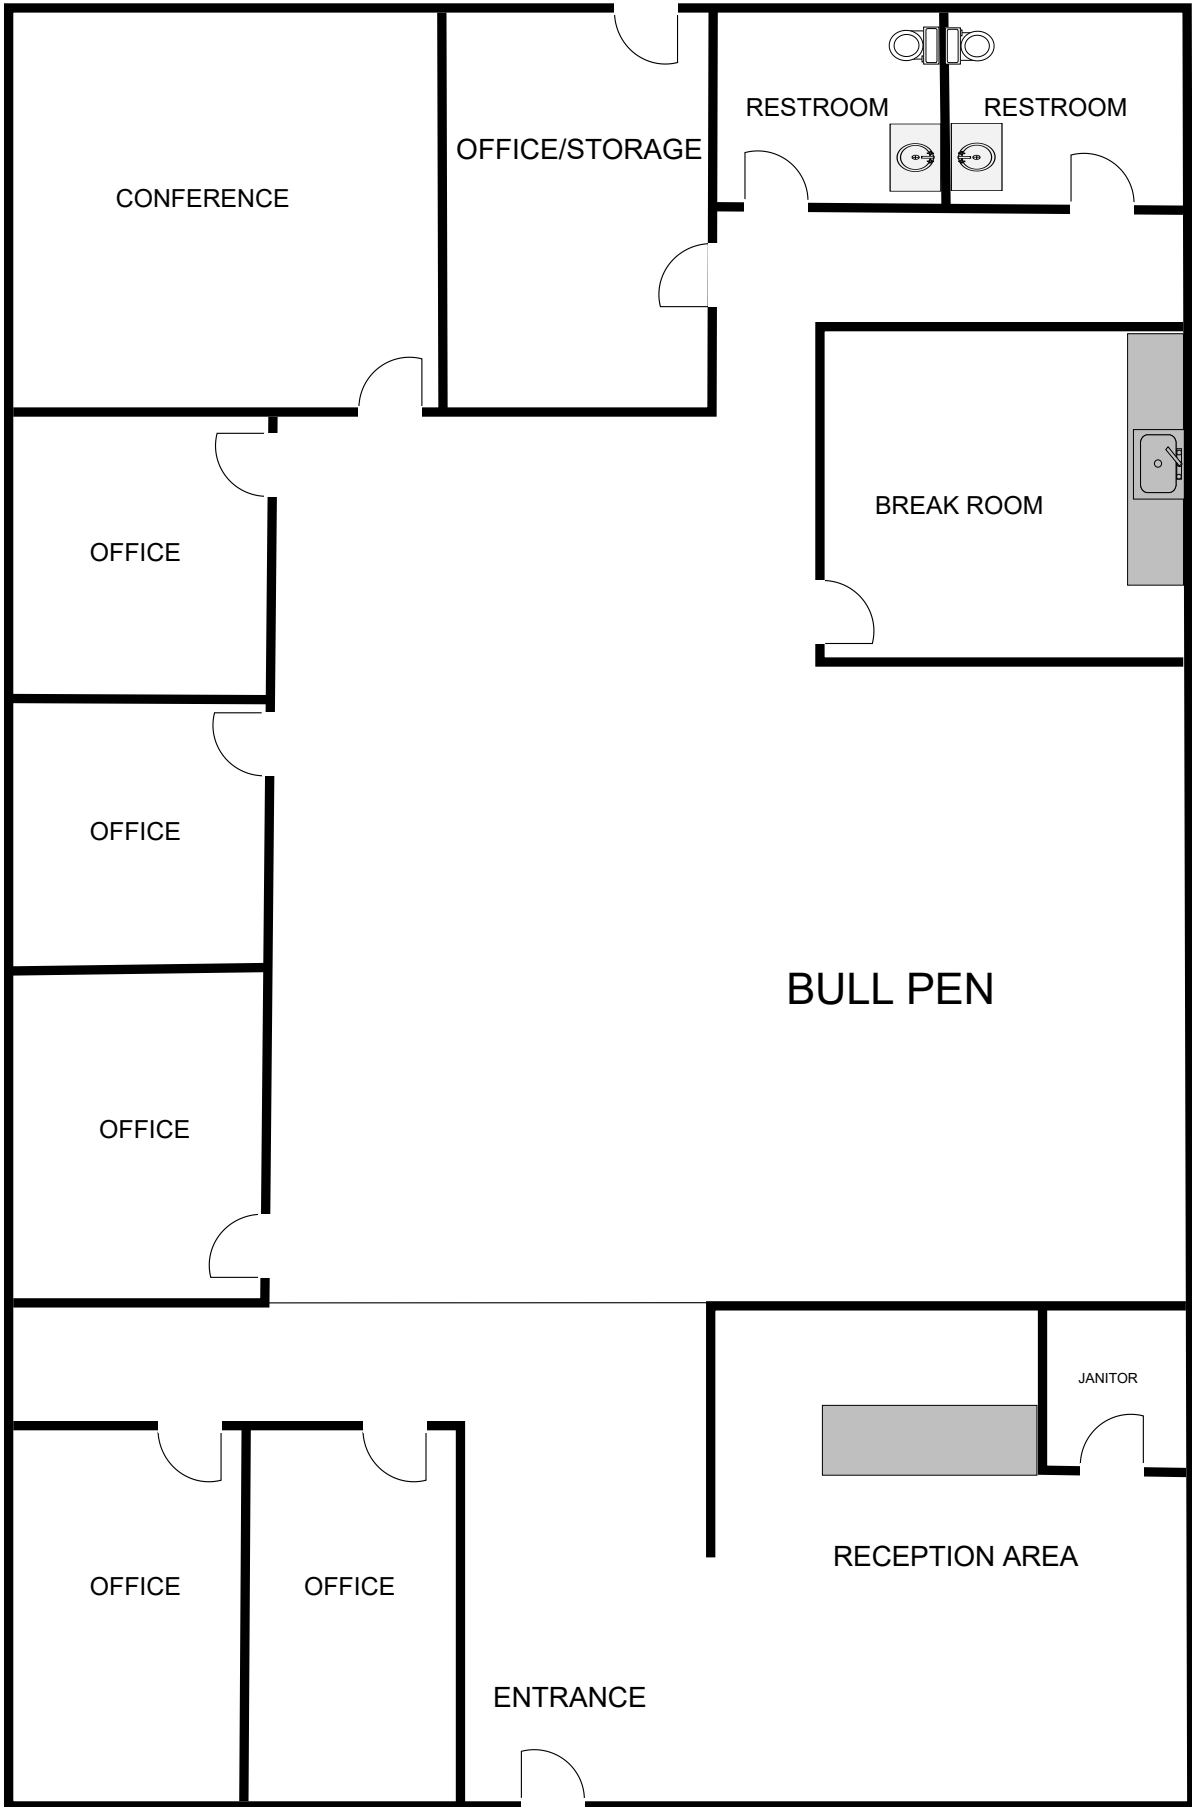 RESTROOM
RESTROOM
OFFICE/STORAGE
CONFERENCE
BREAK ROOM
OFFICE
OFFICE
BULL PEN
OFFICE
JANITOR
RECEPTION AREA
OFFICE
OFFICE
ENTRANCE